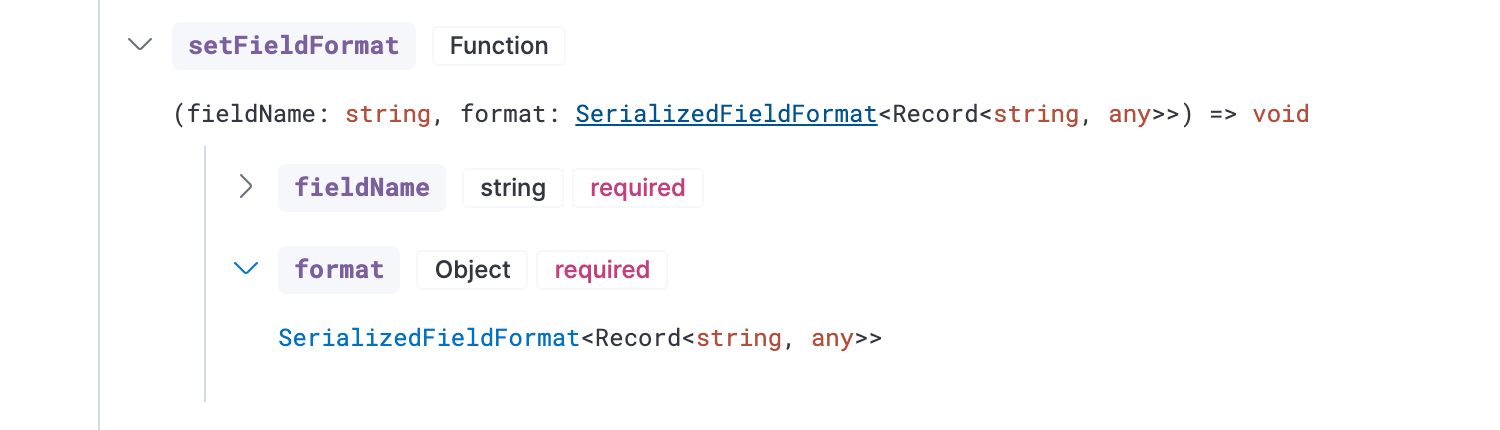 setFieldFormat Function
(fieldName: string, format: SerializedFieldFormat<Record<string, any>>) => void
fieldName string required
format Object required
SerializedFieldFormat<Record<string, any>>